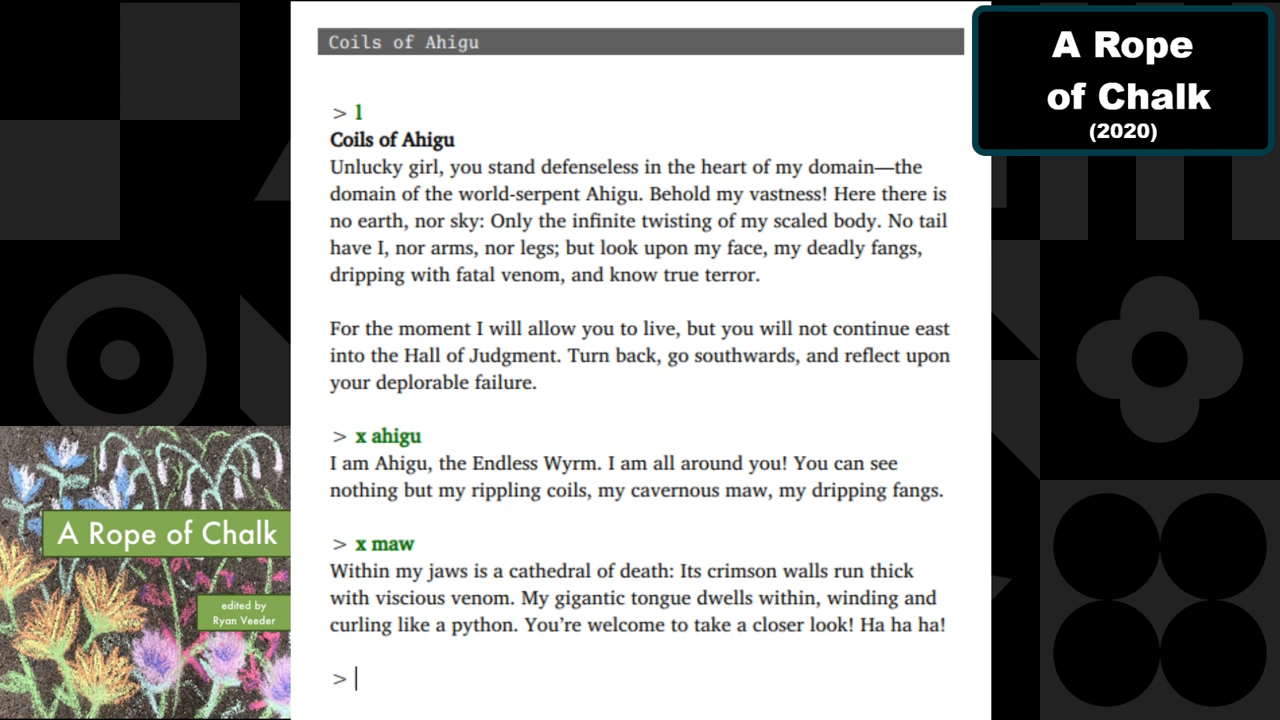 Coils of Ahigu
> l
Coils of Ahigu
Unlucky girl, you stand defenseless in the heart of my domain—the
domain of the world-serpent Ahigu. Behold my vastness! Here there is
no earth, nor sky: Only the infinite twisting of my scaled body. No tail
have I, nor arms, nor legs; but look upon my face, my deadly fangs,
dripping with fatal venom, and know true terror.
For the moment I will allow you to live, but you will not continue east
into the Hall of Judgment. Turn back, go southwards, and reflect upon
your deplorable failure.
> x ahigu
I am Ahigu, the Endless Wyrm. I am all around you! You can see
nothing but my rippling coils, my cavernous maw, my dripping fangs.
> x maw
Within my jaws is a cathedral of death: Its crimson walls run thick
with viscious venom. My gigantic tongue dwells within, winding and
curling like a python. You’re welcome to take a closer look! Ha ha ha!
>
A Rope
of Chalk
(2020)
A Rope of Chalk
edited by
Ryan Veeder